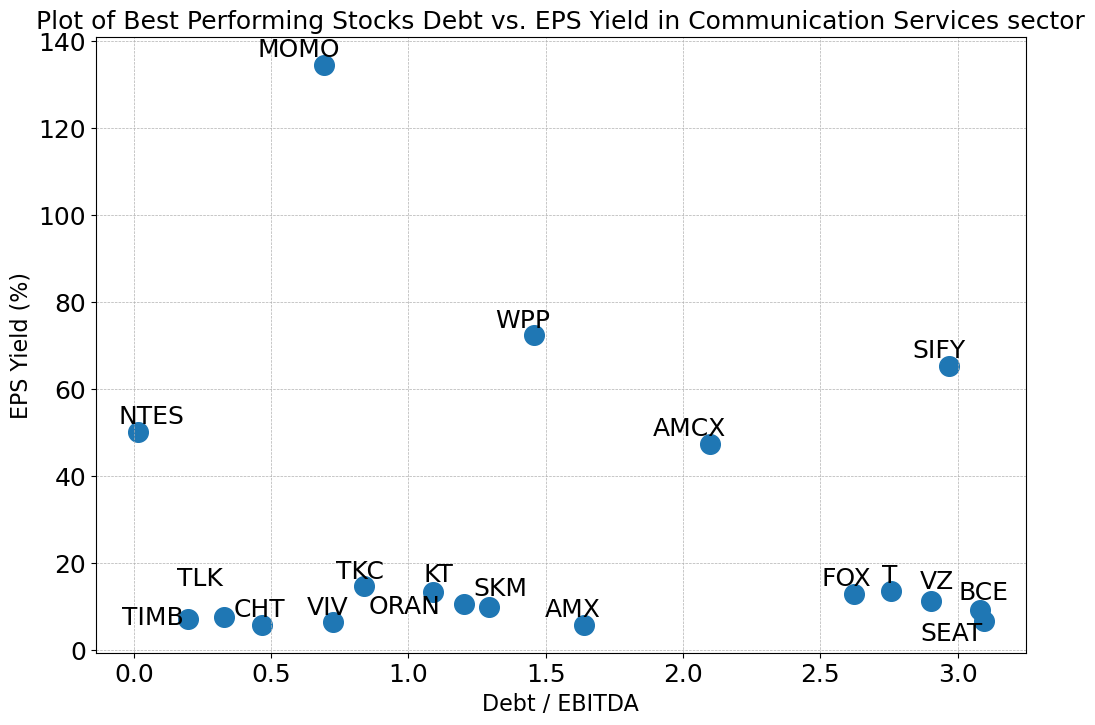 Plot of Best Performing Stocks Debt vs. EPS Yield in Communication Services sector
140
MOMO
120
100
80
WPP
SIFY
60
NTES
AMCX
40
20
TLK
TKC
KT
FOX
T
VZ
SKM
BCE
ORAN
TIMB
CHT
VIV
AMX
SEAT
0
EPS Yield (%)
0.0 0.5 1.0 1.5 2.0 2.5 3.0
Debt / EBITDA